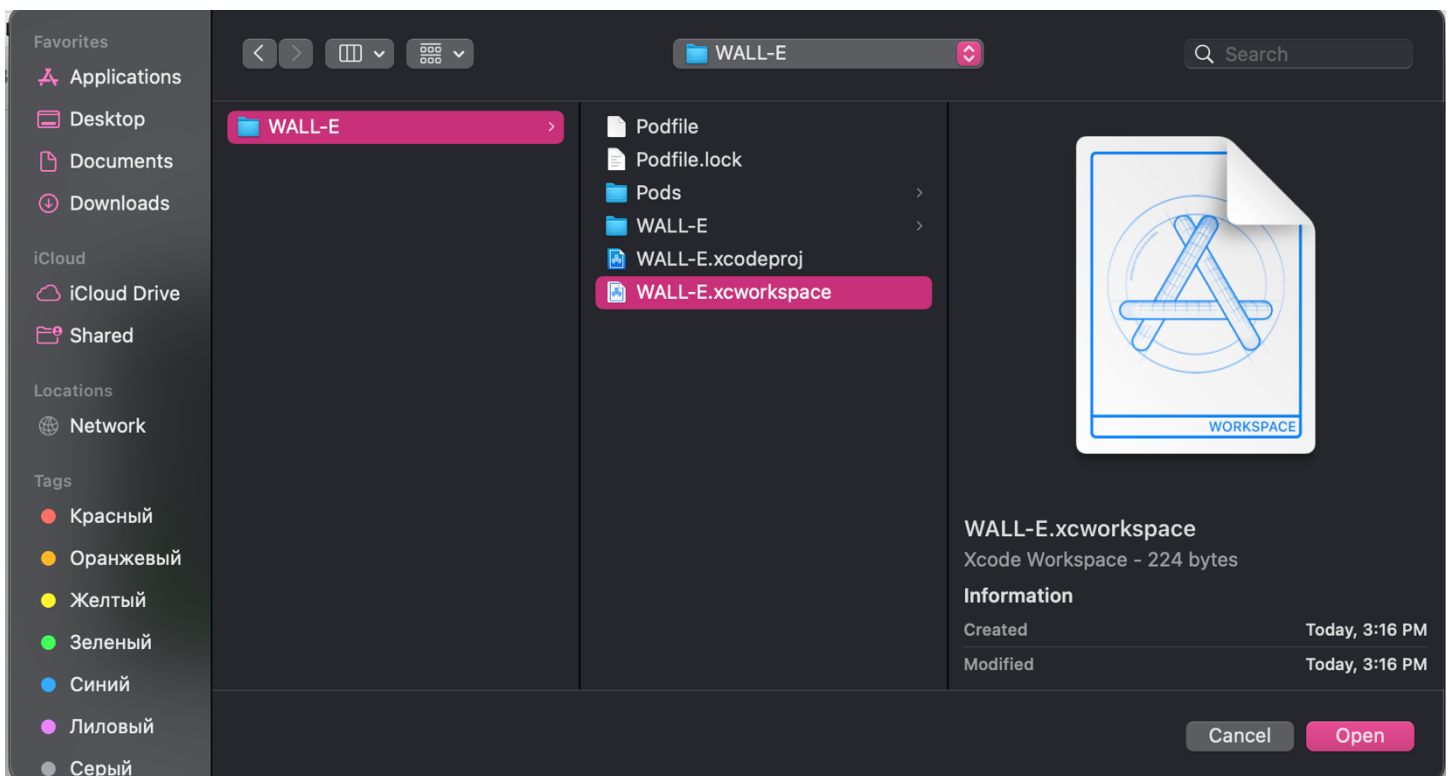 Favorites
Applications
Desktop
Documents
Downloads
iCloud
iCloud Drive
Shared
Locations
Network
Tags
Красный
Оранжевый
Желтый
Зеленый
Синий
Лиловый
Серый
WALL-E
Search
WALL-E
Podfile
Podfile.lock
Pods
WALL-E
WALL-E.xcodeproj
WALL-E.xcworkspace
WORKSPACE
WALL-E.xcworkspace
Xcode Workspace - 224 bytes
Information
Created Today, 3:16 PM
Modified Today, 3:16 PM
Cancel Open